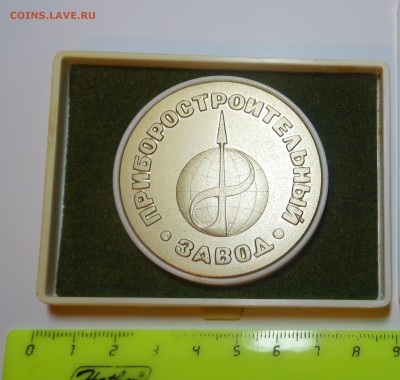 COINS.LAVE.RU
ПРИБОРОСТРОИТЕЛЬНЫЙ
• ЗАВОД •
0 1 2 3 4 5 6 7 8 9